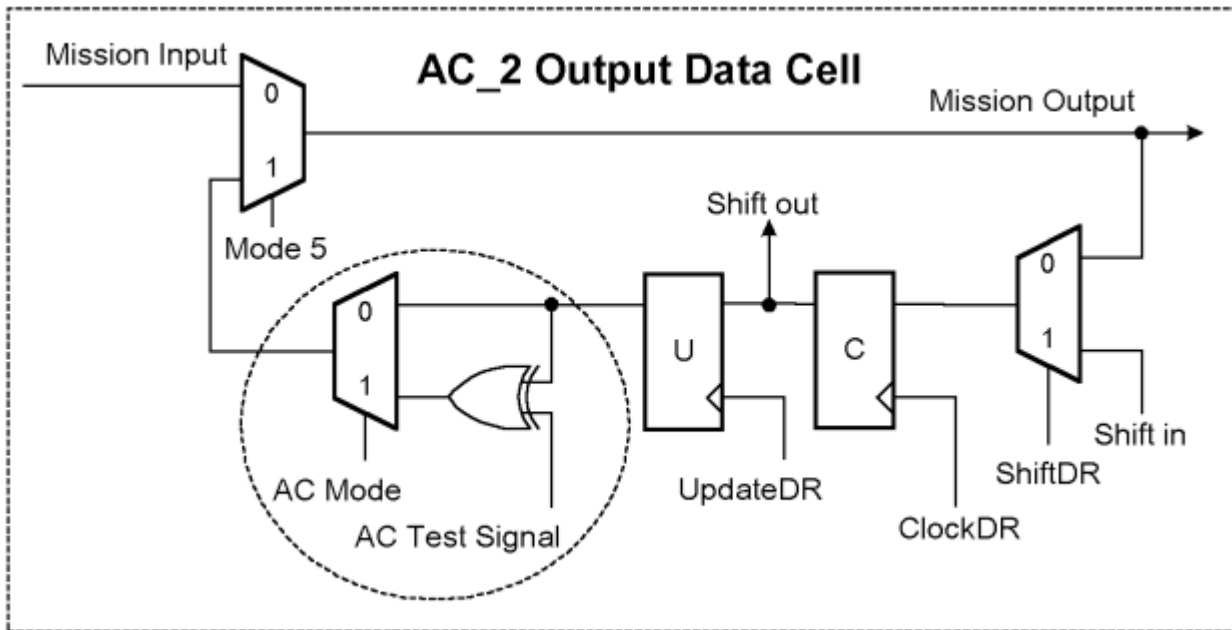 Mission Input
AC_2 Output Data Cell
0
Mission Output
1
Shift out
Mode 5
0
0
U
C
1
1
Shift in
AC Mode
UpdateDR
ShiftDR
AC Test Signal
ClockDR